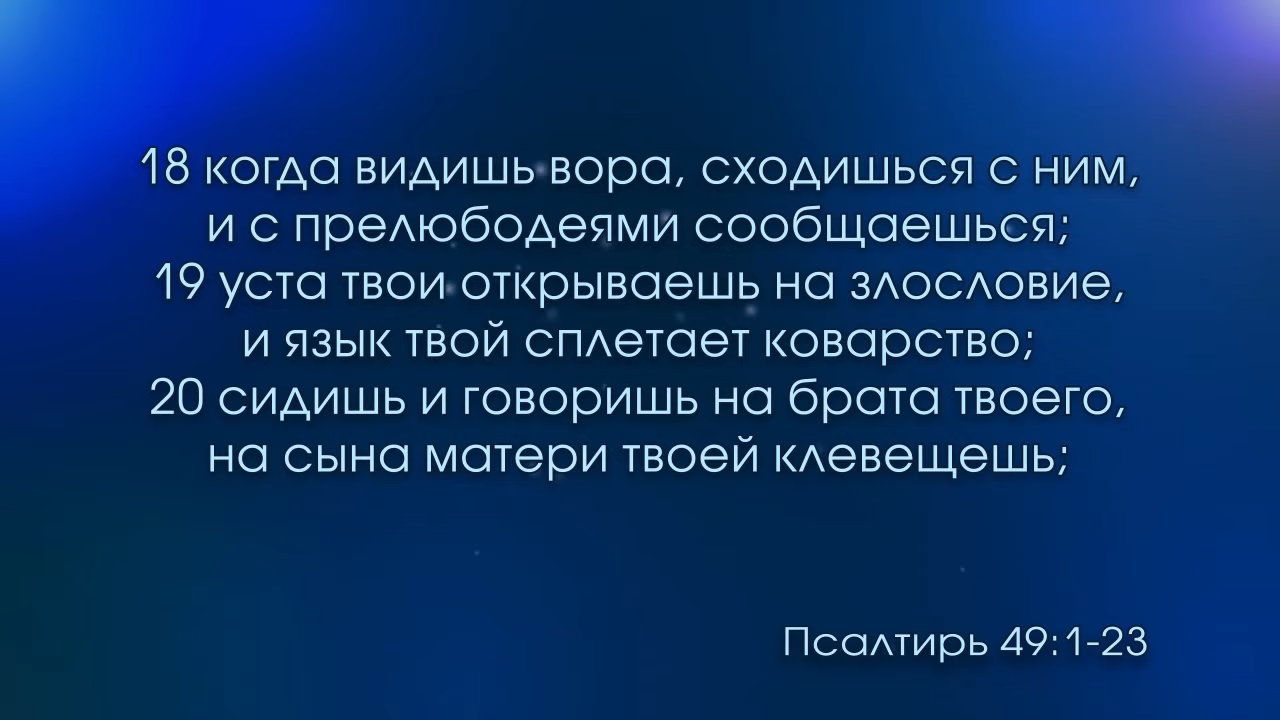 18 когда видишь вора, сходишься с ним,
и с прелюбодеями сообщаешься;
19 уста твои открываешь на злословие,
и язык твой сплетает коварство;
20 сидишь и говоришь на брата твоего,
на сына матери твоей клевещешь;
Псалтирь 49:1-23